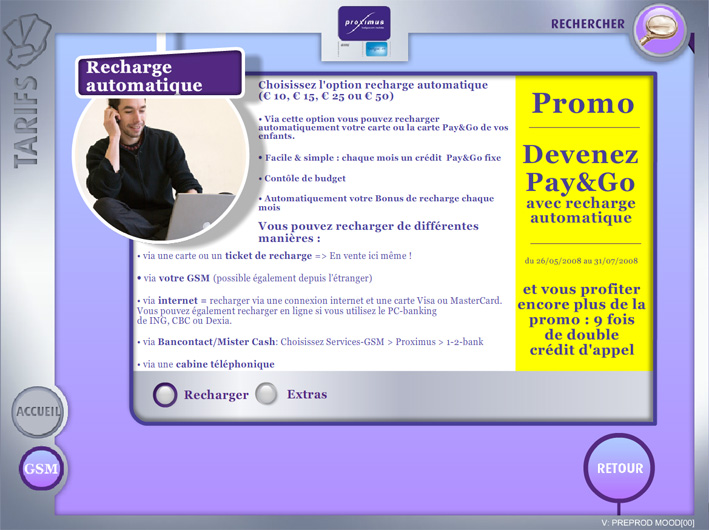 TARIFS
proximus
RECHERCHER
Recharge
automatique
Choisissez l'option recharge automatique
(€ 10, € 15, € 25 ou € 50)
• Via cette option vous pouvez recharger
automatiquement votre carte ou la carte Pay&Go de vos
enfants.
• Facile & simple : chaque mois un crédit Pay&Go fixe
• Contôle de budget
• Automatiquement votre Bonus de recharge chaque
mois
Vous pouvez recharger de différentes
manières :
• via une carte ou un ticket de recharge => En vente ici même !
• via votre GSM (possible également depuis l'étranger)
• via internet = recharger via une connexion internet et une carte Visa ou MasterCard.
Vous pouvez également recharger en ligne si vous utilisez le PC-banking
de ING, CBC ou Dexia.
• via Bancontact/Mister Cash: Choisissez Services-GSM > Proximus > 1-2-bank
• via une cabine téléphonique
Promo
Devenez
Pay&Go
avec recharge
automatique
du 26/05/2008 au 31/07/2008
et vous profiter
encore plus de la
promo : 9 fois
de double
crédit d'appel
Recharger
Extras
ACCUEIL
GSM
RETOUR
V: PREPROD MOOD[00]